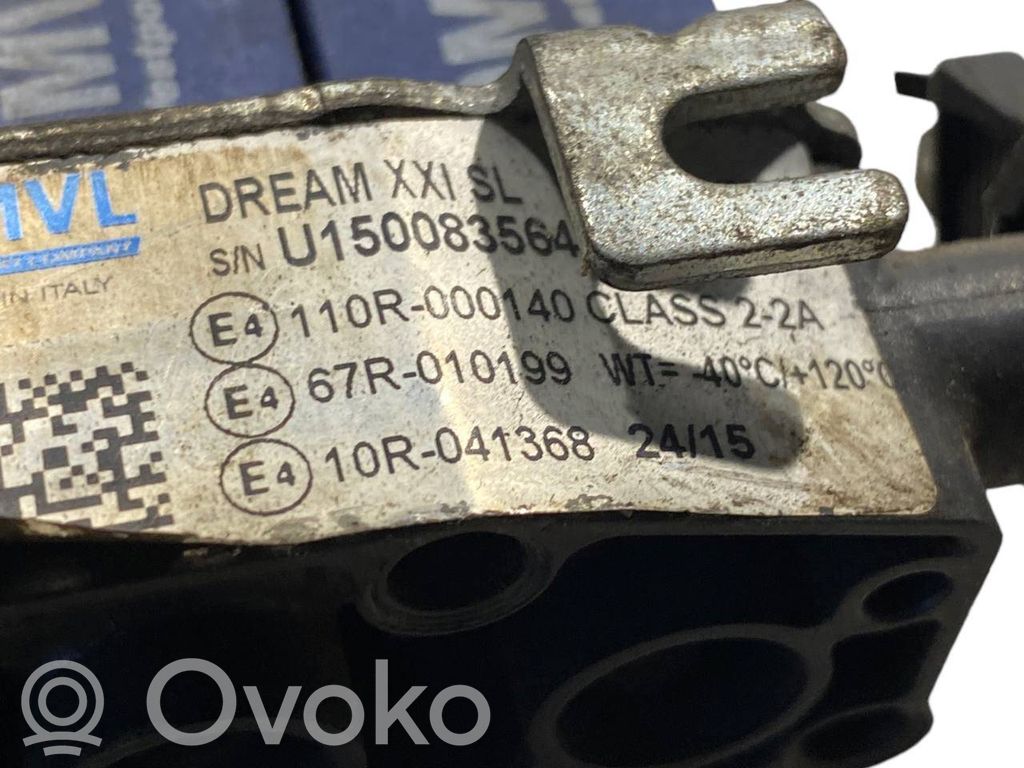 DREAM XXI SL
MVL
S/N U150083564
IN ITALY
E4 110R-000140 CLASS 2-2A
E4 67R-010199 WT= -40°C/+120°C
E4 10R-041368 24/15
Ovoko